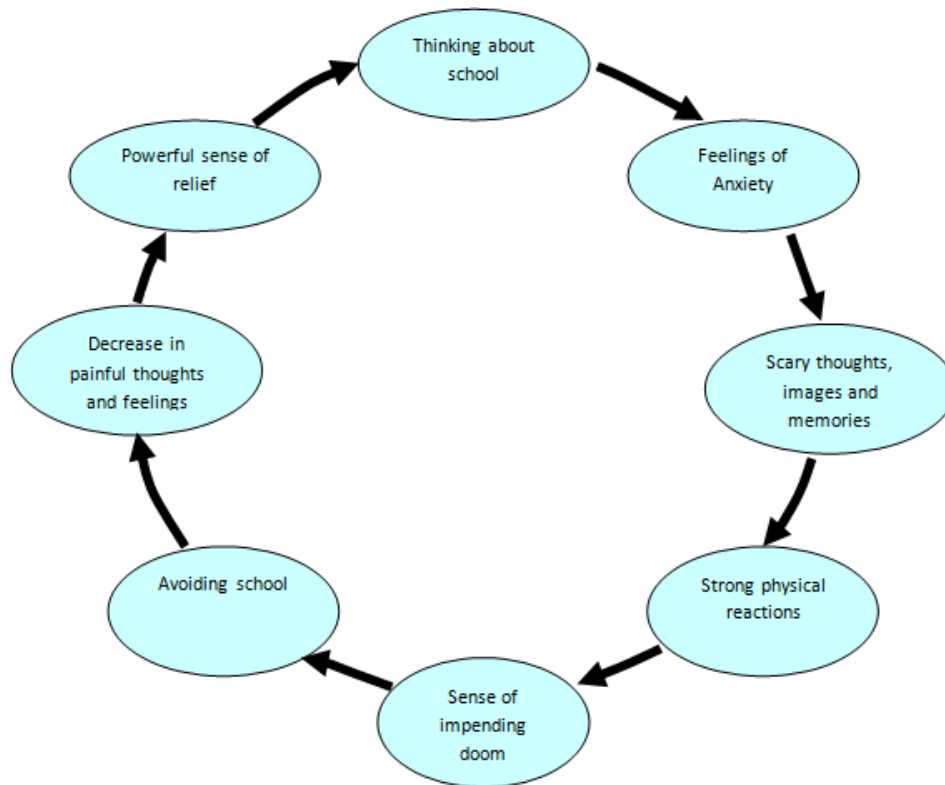 Thinking about
school
Feelings of
Anxiety
Scary thoughts,
images and
memories
Strong physical
reactions
Sense of
impending
doom
Avoiding school
Decrease in
painful thoughts
and feelings
Powerful sense of
relief